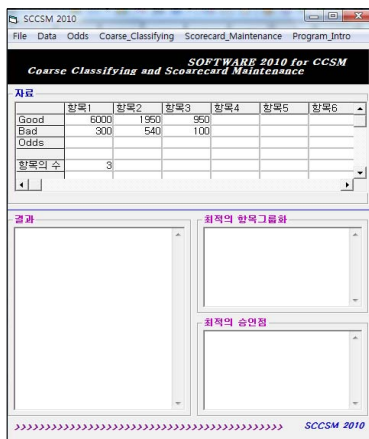 SCCSM 2010
File Data Odds Coarse_Classifying Scorecard_Maintenance Program_Intro
SOFTWARE 2010 for CCSM
Coarse Classifying and Scoarecard Maintenance
자료
항목1 항목2 항목3 항목4 항목5 항목6
Good 6000 1950 950
Bad 300 540 100
Odds
항목의 수 3
결과
최적의 항목그룹화
최적의 승인점
>>>>>>>>>>>>>>>>>>>>>>>>>>>>>>>>>>>>>>>>>>>> SCCSM 2010